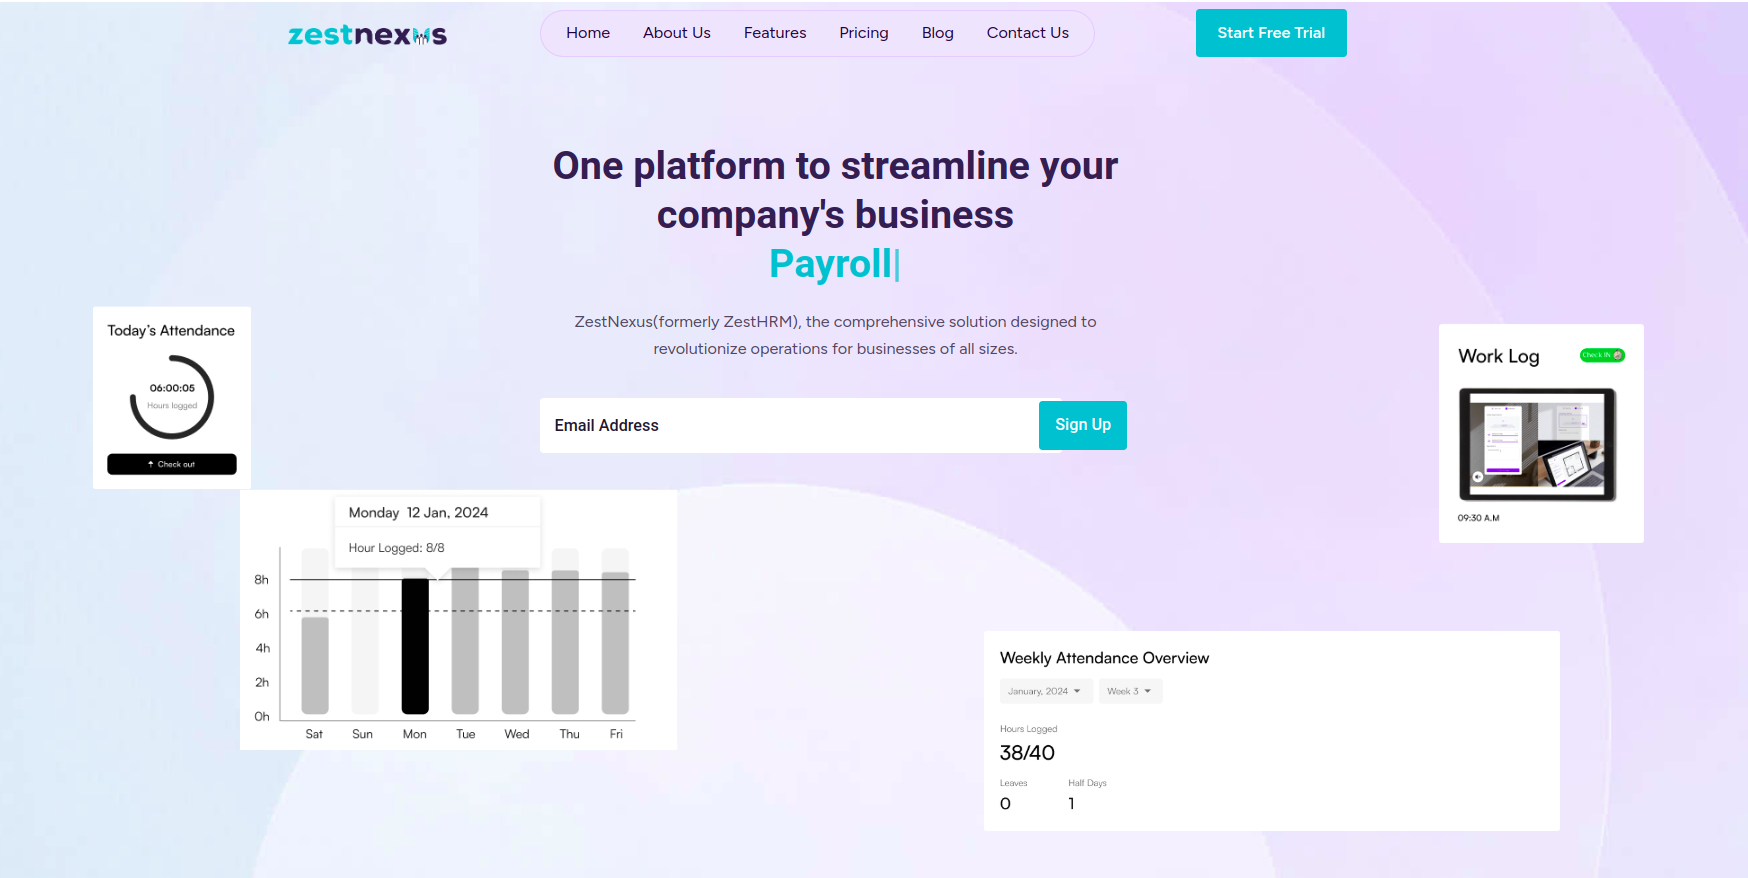 zestnexus
Home About Us Features Pricing Blog Contact Us
Start Free Trial
One platform to streamline your
company's business
Payroll|
ZestNexus(formerly ZestHRM), the comprehensive solution designed to
revolutionize operations for businesses of all sizes.
Email Address
Sign Up
Today's Attendance
06:00:05
Hours logged
Check out
Work Log
Check IN
09:30 A.M
Monday 12 Jan, 2024
Hour Logged: 8/8
8h
6h
4h
2h
0h
Sat Sun Mon Tue Wed Thu Fri
Weekly Attendance Overview
January, 2024 Week 3
Hours Logged
38/40
Leaves Half Days
0 1